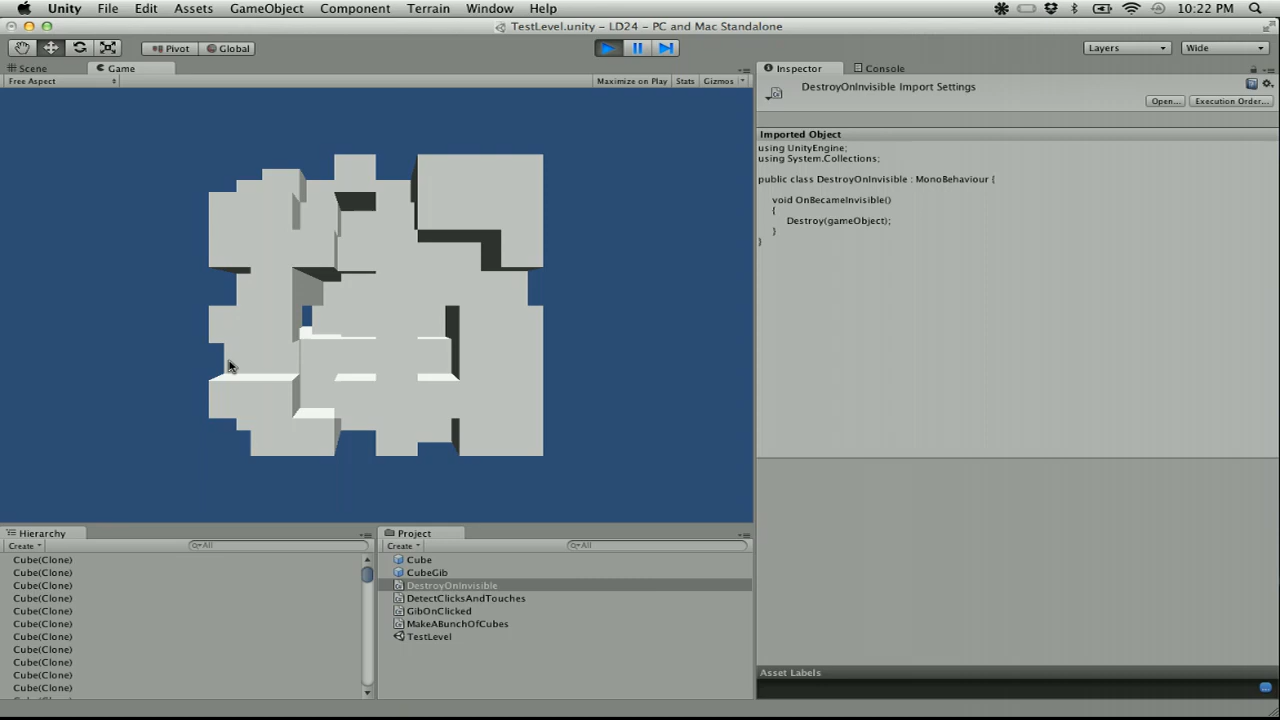 Unity File Edit Assets GameObject Component Terrain Window Help 10:22 PM
TestLevel.unity - LD24 - PC and Mac Standalone
Pivot Global Layers Wide
Scene Game Inspector Console
Free Aspect Maximize on Play Stats Gizmos
DestroyOnInvisible Import Settings
Open... Execution Order...
Imported Object
using UnityEngine;
using System.Collections;
public class DestroyOnInvisible : MonoBehaviour {
void OnBecameInvisible()
{
Destroy(gameObject);
}
}
Hierarchy
Create All
Cube(Clone)
Cube(Clone)
Cube(Clone)
Cube(Clone)
Cube(Clone)
Cube(Clone)
Cube(Clone)
Cube(Clone)
Cube(Clone)
Cube(Clone)
Cube(Clone)
Project
Create All
Cube
CubeGib
DestroyOnInvisible
DetectClicksAndTouches
GibOnClicked
MakeABunchOfCubes
TestLevel
Asset Labels